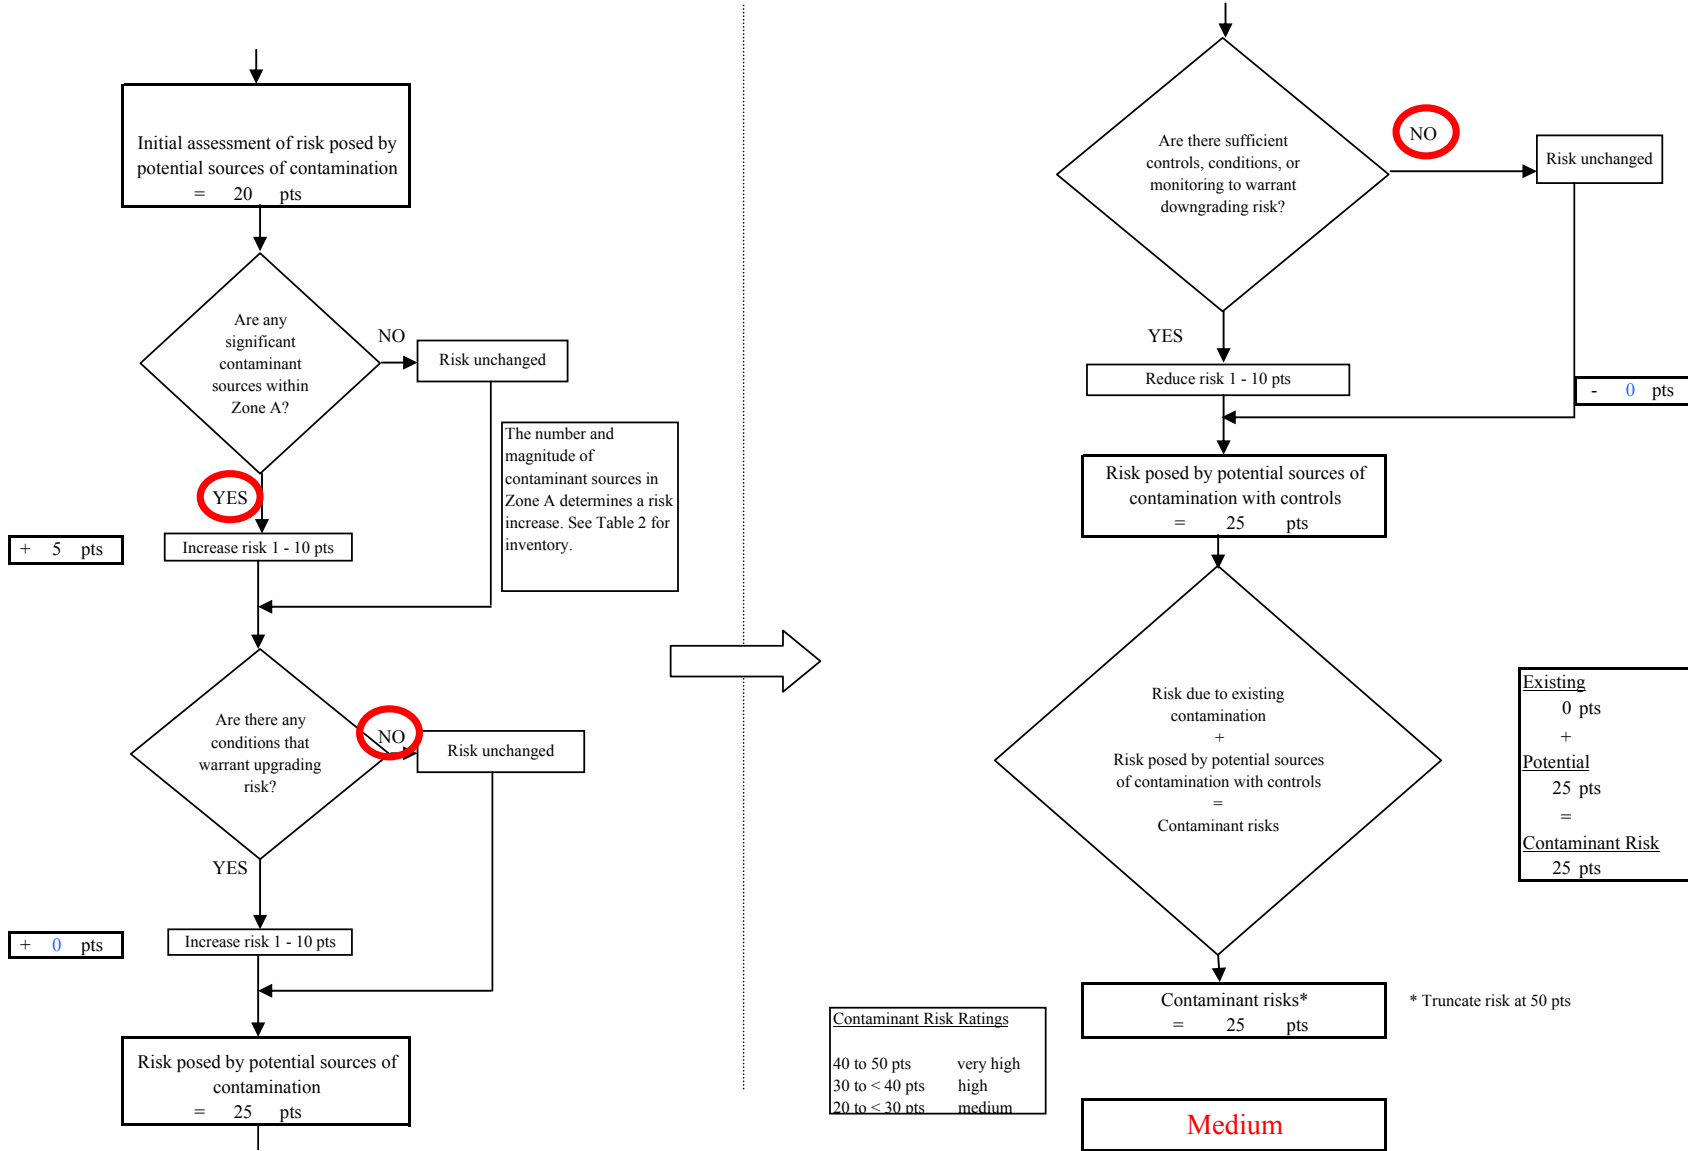 Initial assessment of risk posed by
potential sources of contamination
= 20 pts
Are any
significant
contaminant
sources within
Zone A?
NO
Risk unchanged
The number and
magnitude of
contaminant sources in
Zone A determines a risk
increase. See Table 2 for
inventory.
YES
+ 5 pts
Increase risk 1 - 10 pts
Are there any
conditions that
warrant upgrading
risk?
NO
Risk unchanged
YES
+ 0 pts
Increase risk 1 - 10 pts
Risk posed by potential sources of
contamination
= 25 pts
Are there sufficient
controls, conditions, or
monitoring to warrant
downgrading risk?
NO
Risk unchanged
YES
Reduce risk 1 - 10 pts
- 0 pts
Risk posed by potential sources of
contamination with controls
= 25 pts
Risk due to existing
contamination
+
Risk posed by potential sources
of contamination with controls
=
Contaminant risks
Existing
0 pts
+
Potential
25 pts
=
Contaminant Risk
25 pts
Contaminant risks*
= 25 pts
* Truncate risk at 50 pts
Contaminant Risk Ratings
40 to 50 pts very high
30 to < 40 pts high
20 to < 30 pts medium
Medium